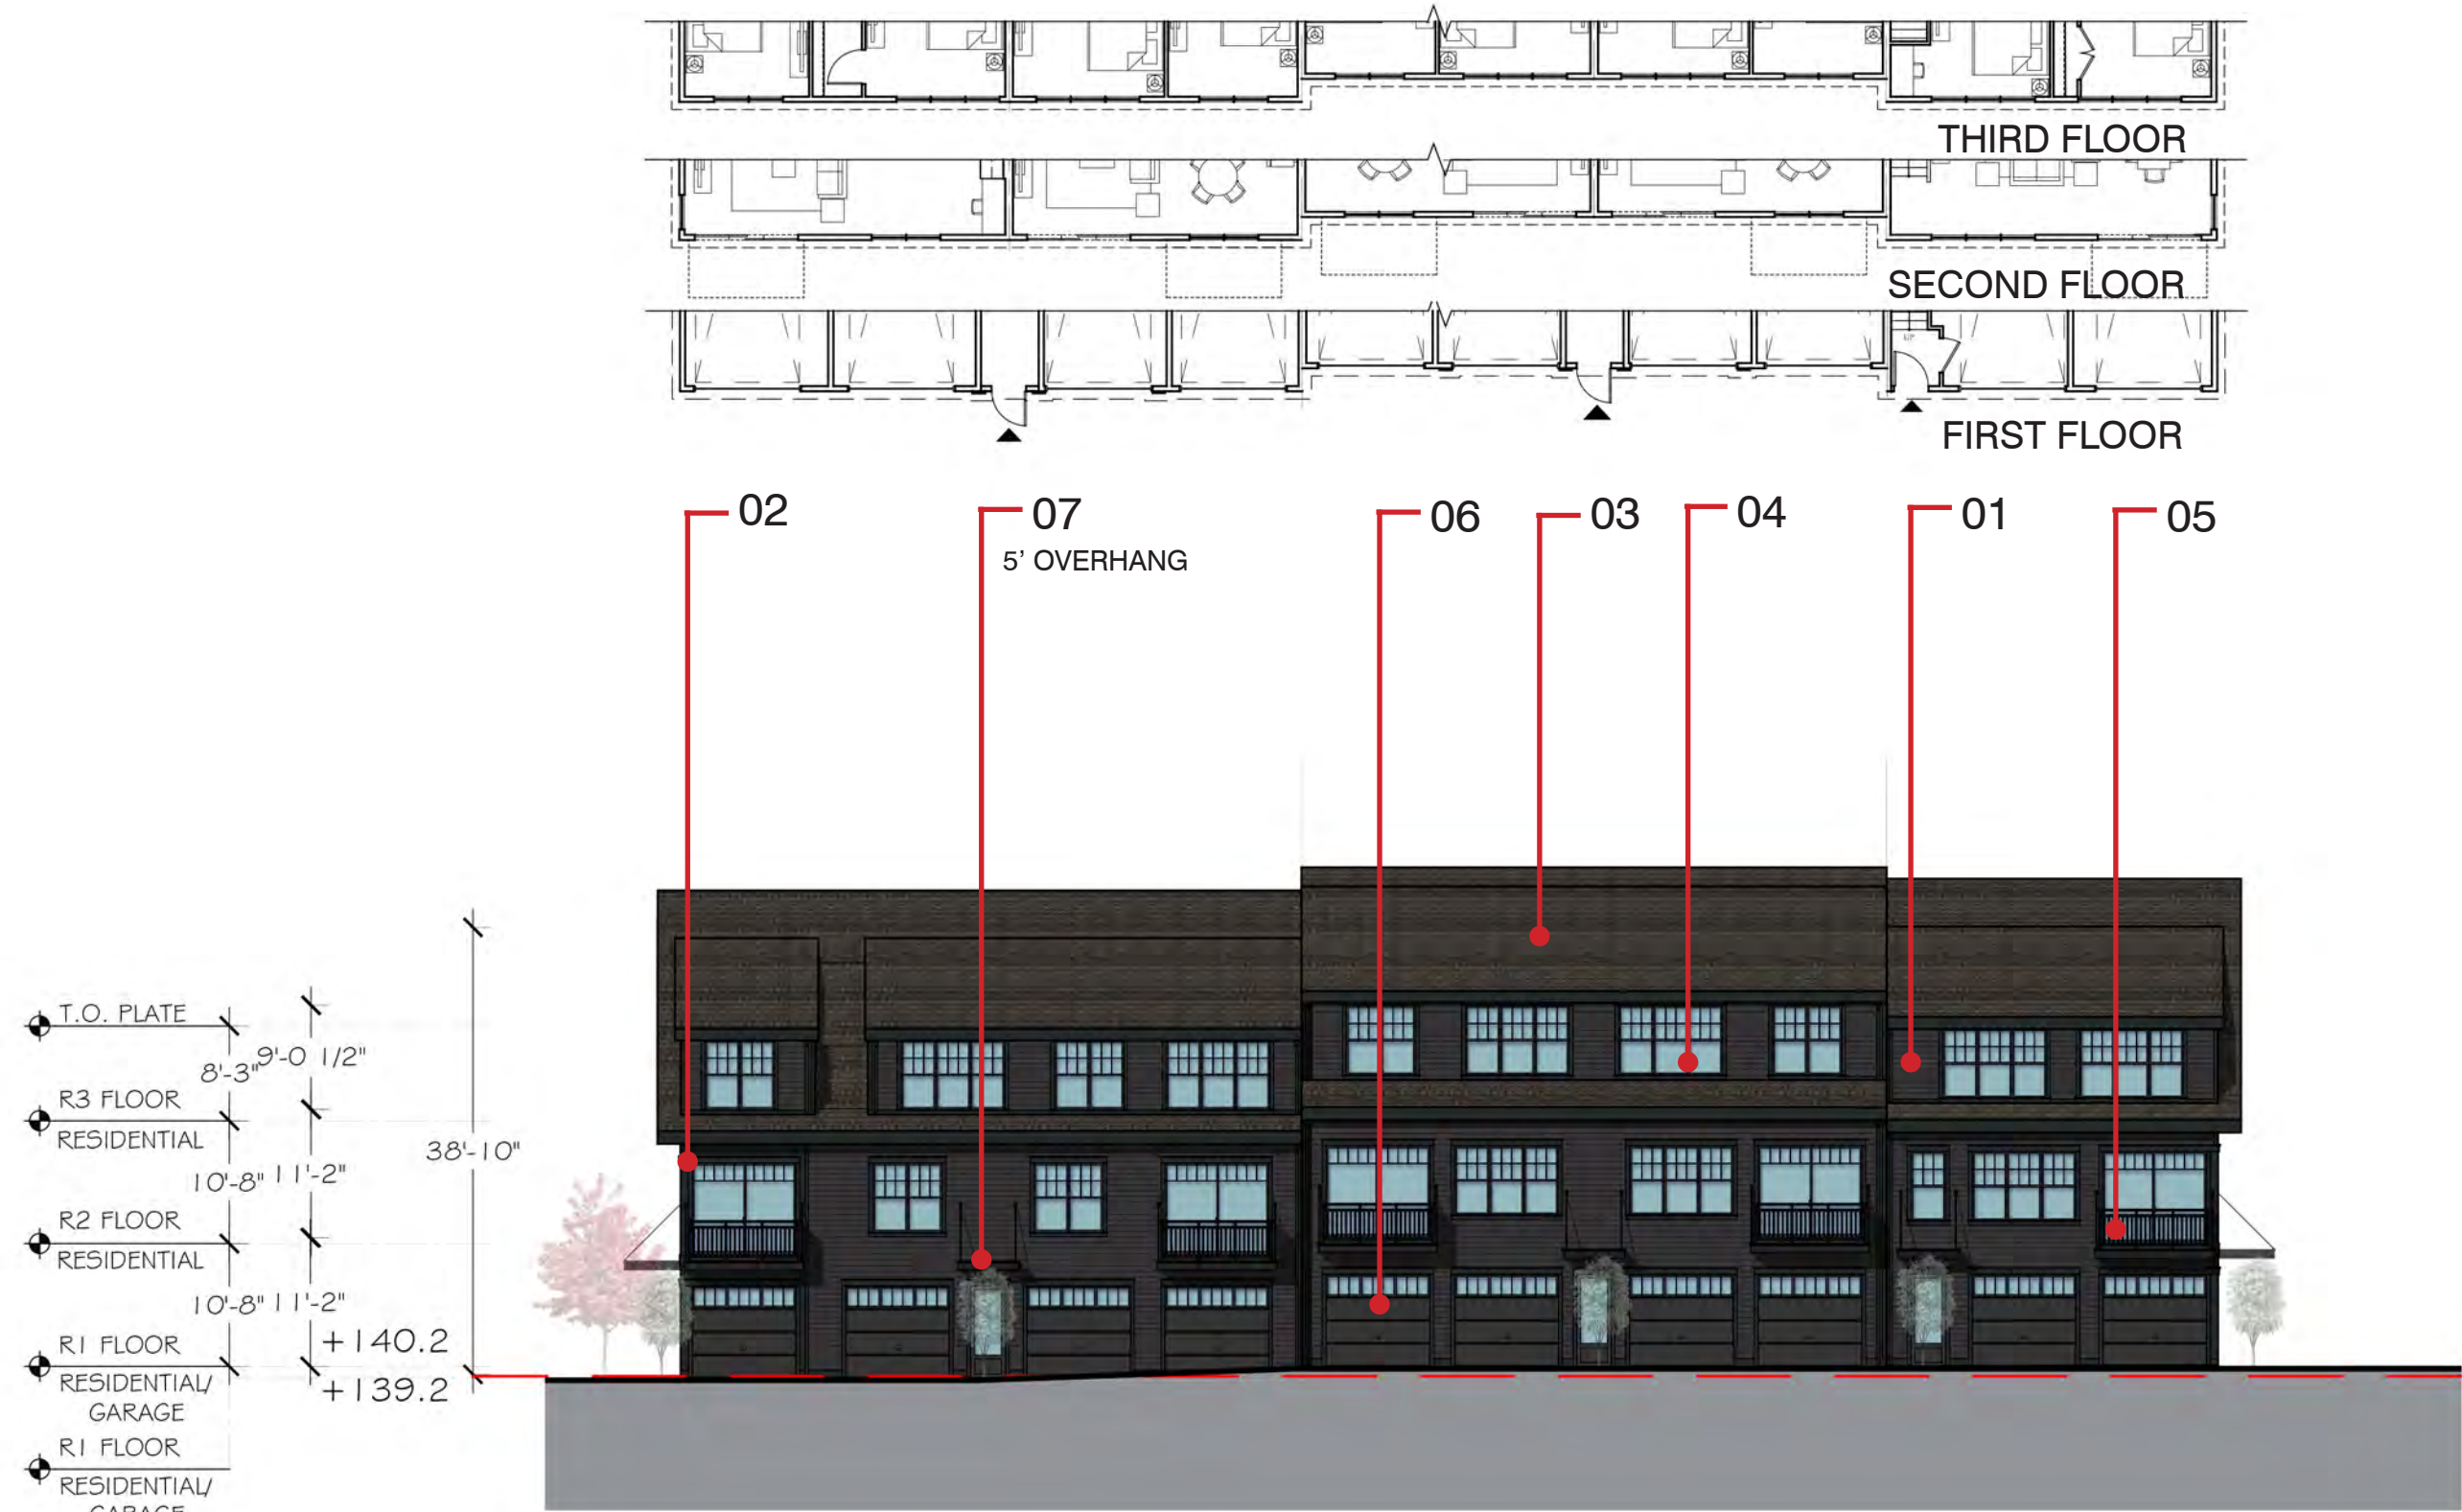 THIRD FLOOR
SECOND FLOOR
UP
FIRST FLOOR
02
07
5’ OVERHANG
06
03
04
01
05
T.O. PLATE
8'-3"
9'-0 1/2"
R3 FLOOR
RESIDENTIAL
38'-10"
10'-8"
11'-2"
R2 FLOOR
RESIDENTIAL
10'-8"
11'-2"
R1 FLOOR
+140.2
RESIDENTIAL/
GARAGE
+139.2
R1 FLOOR
RESIDENTIAL/
GARAGE